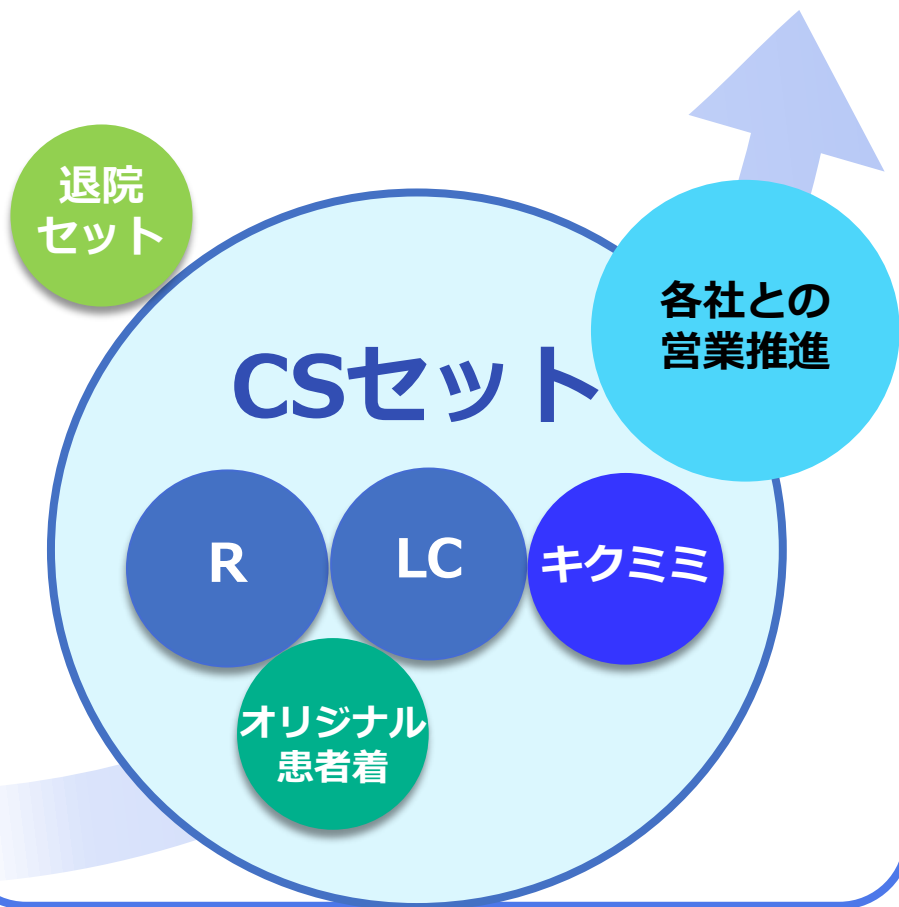 退院
セット
各社との
営業推進
CSセット
R
LC
キクミミ
オリジナル
患者着